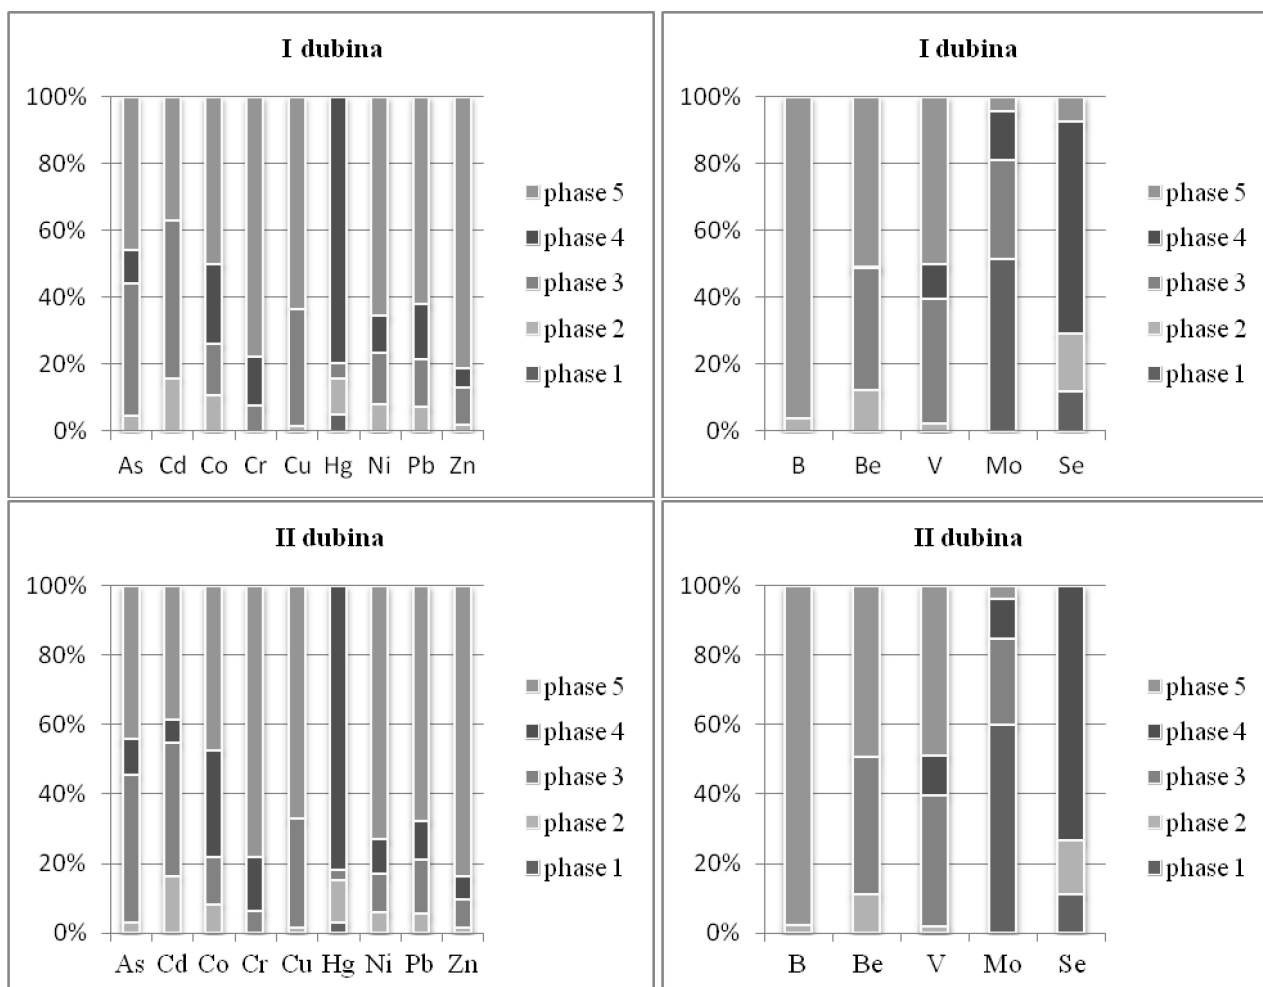 I dubina
100%
80%
60%
40%
20%
0%
As Cd Co Cr Cu Hg Ni Pb Zn
phase 5
phase 4
phase 3
phase 2
phase 1
I dubina
100%
80%
60%
40%
20%
0%
B Be V Mo Se
phase 5
phase 4
phase 3
phase 2
phase 1
II dubina
100%
80%
60%
40%
20%
0%
As Cd Co Cr Cu Hg Ni Pb Zn
phase 5
phase 4
phase 3
phase 2
phase 1
II dubina
100%
80%
60%
40%
20%
0%
B Be V Mo Se
phase 5
phase 4
phase 3
phase 2
phase 1